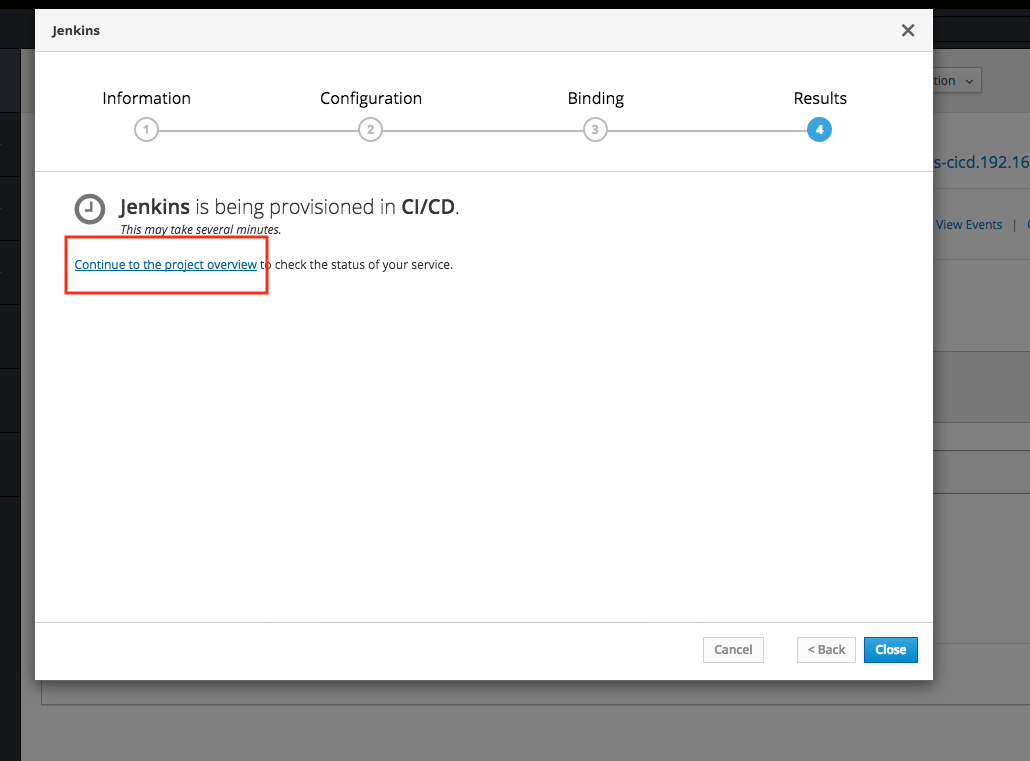 Jenkins
Information
Configuration
Binding
Results
1
2
3
4
Jenkins is being provisioned in CI/CD.
This may take several minutes.
Continue to the project overview to check the status of your service.
Cancel
< Back
Close
tion
s-cicd.192.16
View Events |